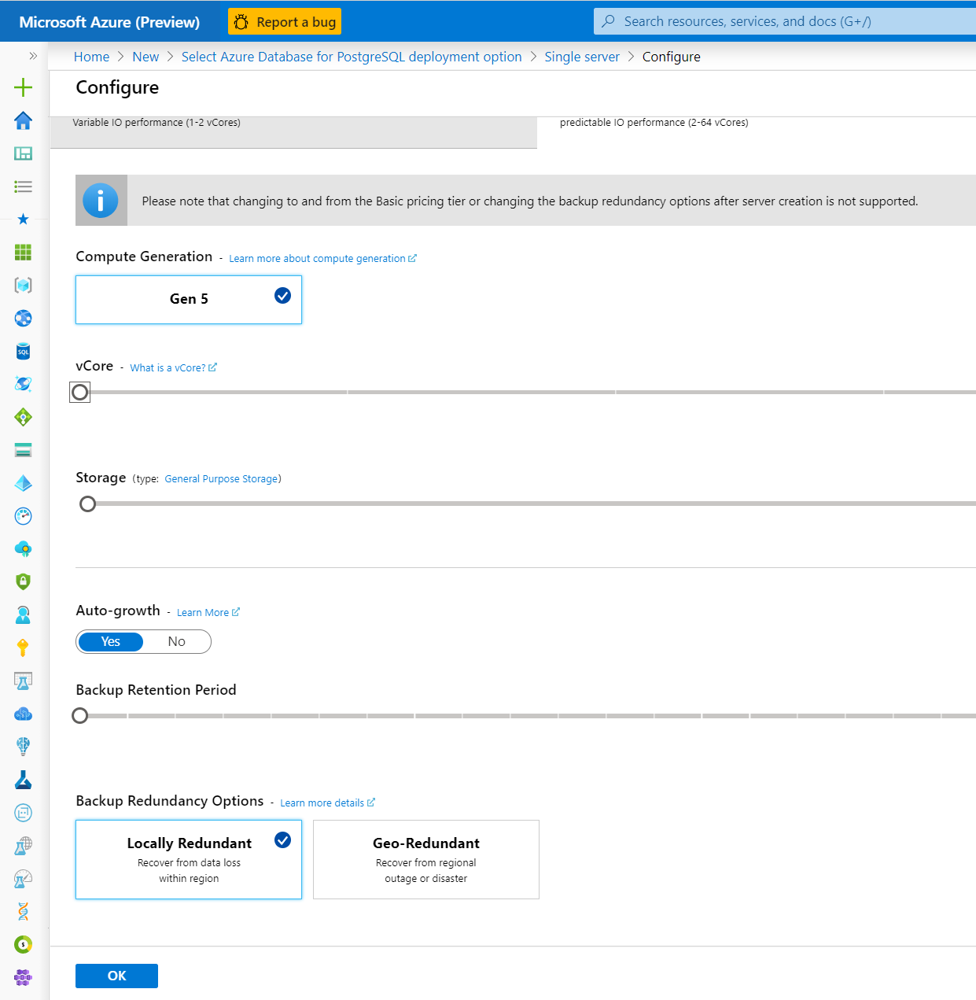 Microsoft Azure (Preview)
Report a bug
Search resources, services, and docs (G+/)
Home > New > Select Azure Database for PostgreSQL deployment option > Single server > Configure
Configure
Variable IO performance (1-2 vCores)
predictable IO performance (2-64 vCores)
Please note that changing to and from the Basic pricing tier or changing the backup redundancy options after server creation is not supported.
Compute Generation - Learn more about compute generation
Gen 5
vCore - What is a vCore?
Storage (type: General Purpose Storage)
Auto-growth - Learn More
Yes No
Backup Retention Period
Backup Redundancy Options - Learn more details
Locally Redundant
Recover from data loss
within region
Geo-Redundant
Recover from regional
outage or disaster
OK
SQL